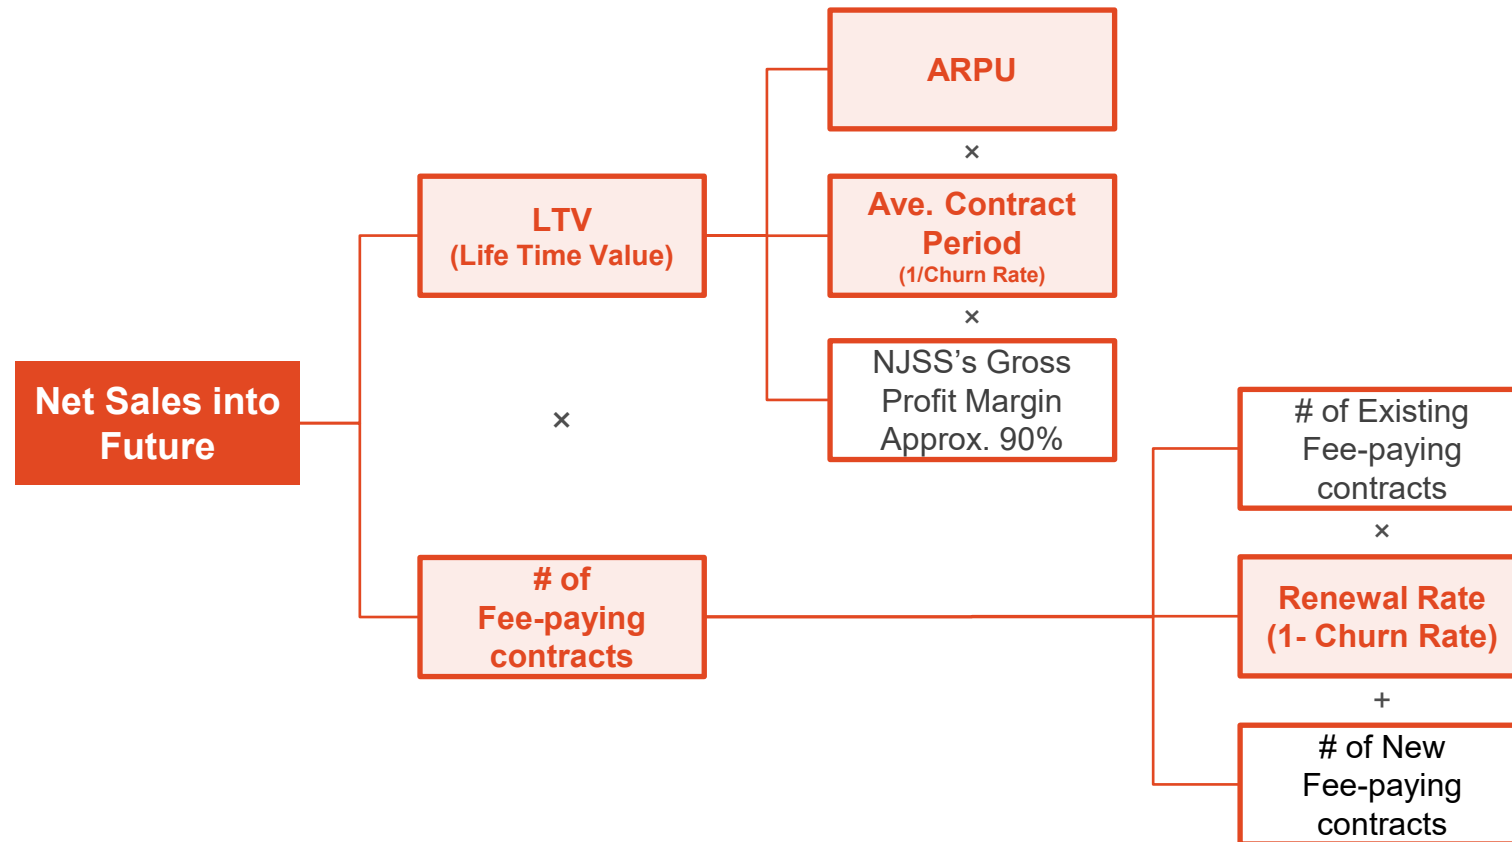 ARPU
×
LTV
(Life Time Value)
Ave. Contract
Period
(1/Churn Rate)
×
NJSS’s Gross
Profit Margin
Approx. 90%
Net Sales into
Future
×
# of
Fee-paying
contracts
# of Existing
Fee-paying
contracts
×
Renewal Rate
(1- Churn Rate)
+
# of New
Fee-paying
contracts